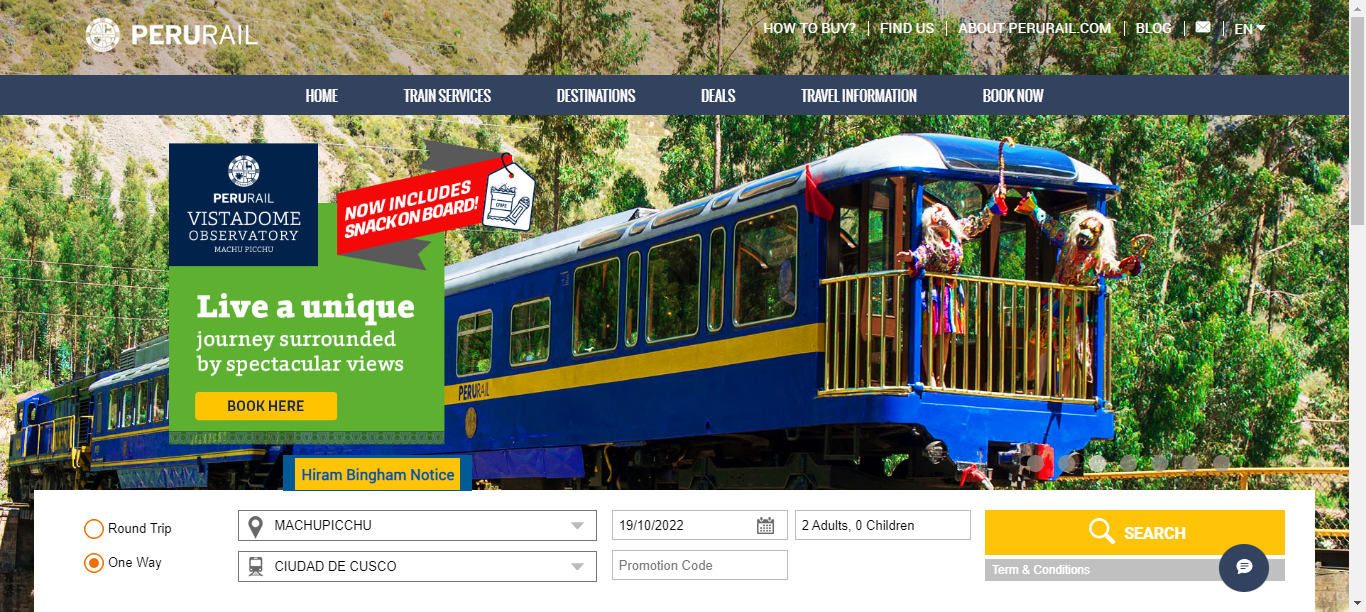 PERURAIL
HOW TO BUY? | FIND US | ABOUT PERURAIL.COM | BLOG | | EN
HOME TRAIN SERVICES DESTINATIONS DEALS TRAVEL INFORMATION BOOK NOW
PERURAIL
VISTADOME
OBSERVATORY
MACHU PICCHU
NOW INCLUDES
SNACK ON BOARD!
Live a unique
journey surrounded
by spectacular views
BOOK HERE
PERURAIL
Hiram Bingham Notice
Round Trip
One Way
MACHUPICCHU
CIUDAD DE CUSCO
19/10/2022
2 Adults, 0 Children
Promotion Code
SEARCH
Term & Conditions